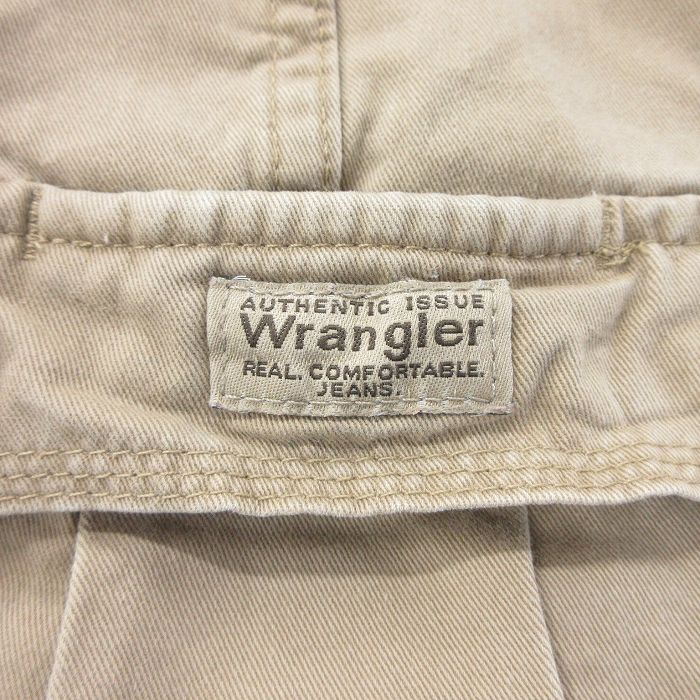 AUTHENTIC ISSUE
Wrangler
REAL. COMFORTABLE.
JEANS.